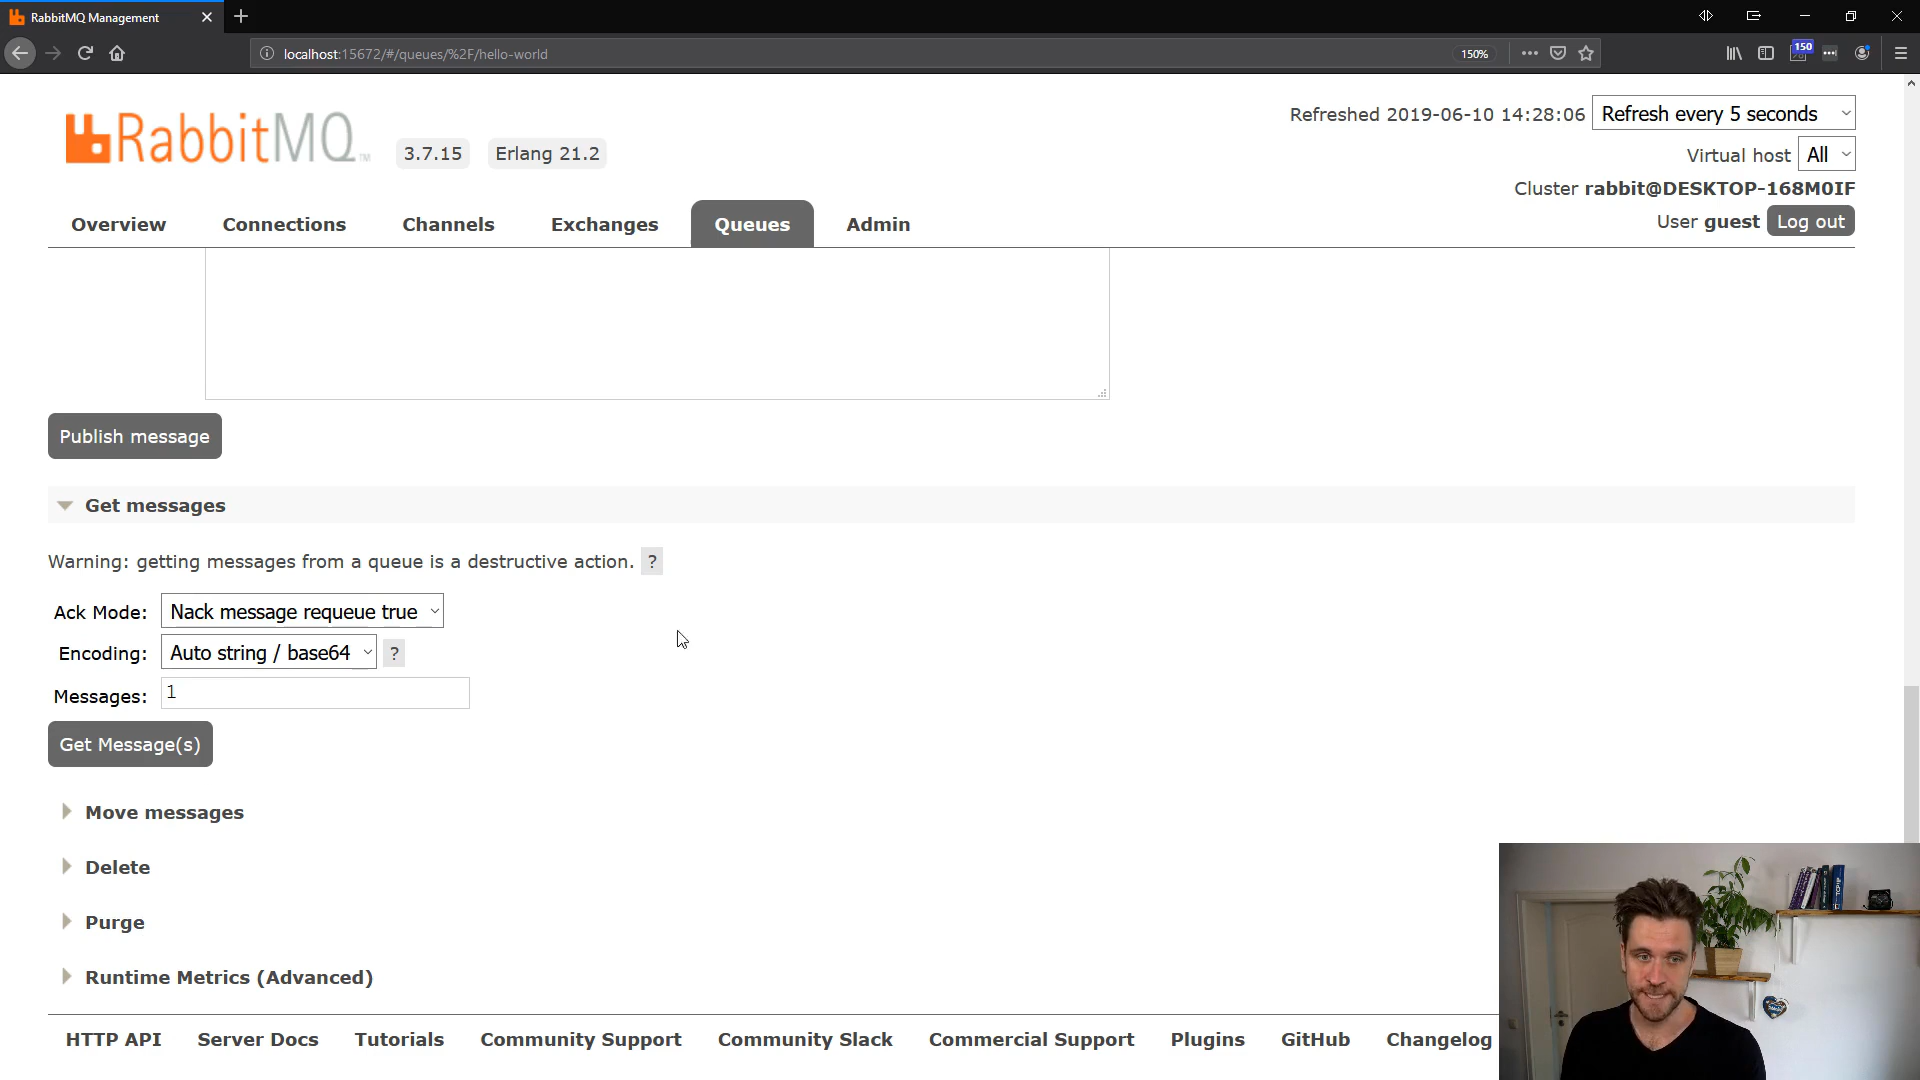 RabbitMQ Management
localhost:15672/#/queues/%2F/hello-world
150%
150
RabbitMQ™
3.7.15
Erlang 21.2
Refreshed 2019-06-10 14:28:06
Refresh every 5 seconds
Virtual host
All
Cluster rabbit@DESKTOP-168M0IF
User guest
Log out
Overview
Connections
Channels
Exchanges
Queues
Admin
Publish message
Get messages
Warning: getting messages from a queue is a destructive action. ?
Ack Mode: Nack message requeue true
Encoding: Auto string / base64 ?
Messages: 1
Get Message(s)
Move messages
Delete
Purge
Runtime Metrics (Advanced)
HTTP API
Server Docs
Tutorials
Community Support
Community Slack
Commercial Support
Plugins
GitHub
Changelog